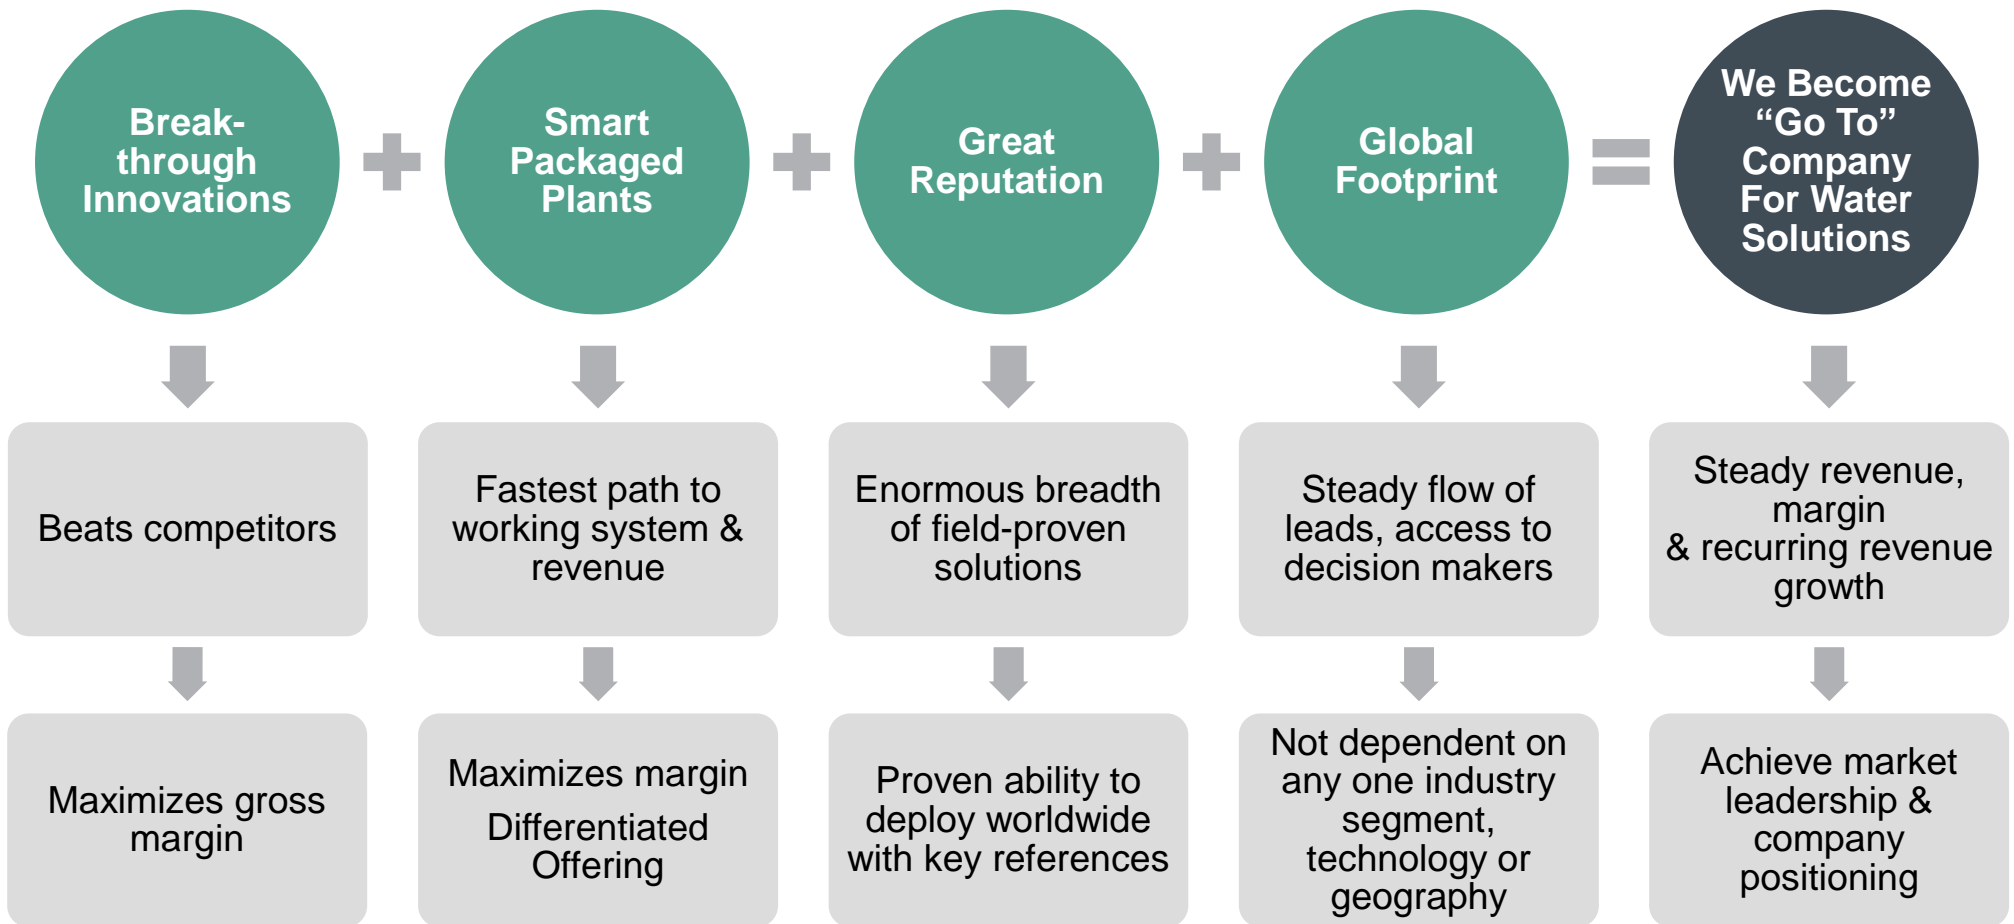 Break-
through
Innovations
Smart
Packaged
Plants
Great
Reputation
Global
Footprint
We Become
“Go To”
Company
For Water
Solutions
Beats competitors
Fastest path to
working system &
revenue
Enormous breadth
of field-proven
solutions
Steady flow of
leads, access to
decision makers
Steady revenue,
margin
& recurring revenue
growth
Maximizes gross
margin
Maximizes margin
Differentiated
Offering
Proven ability to
deploy worldwide
with key references
Not dependent on
any one industry
segment,
technology or
geography
Achieve market
leadership &
company
positioning